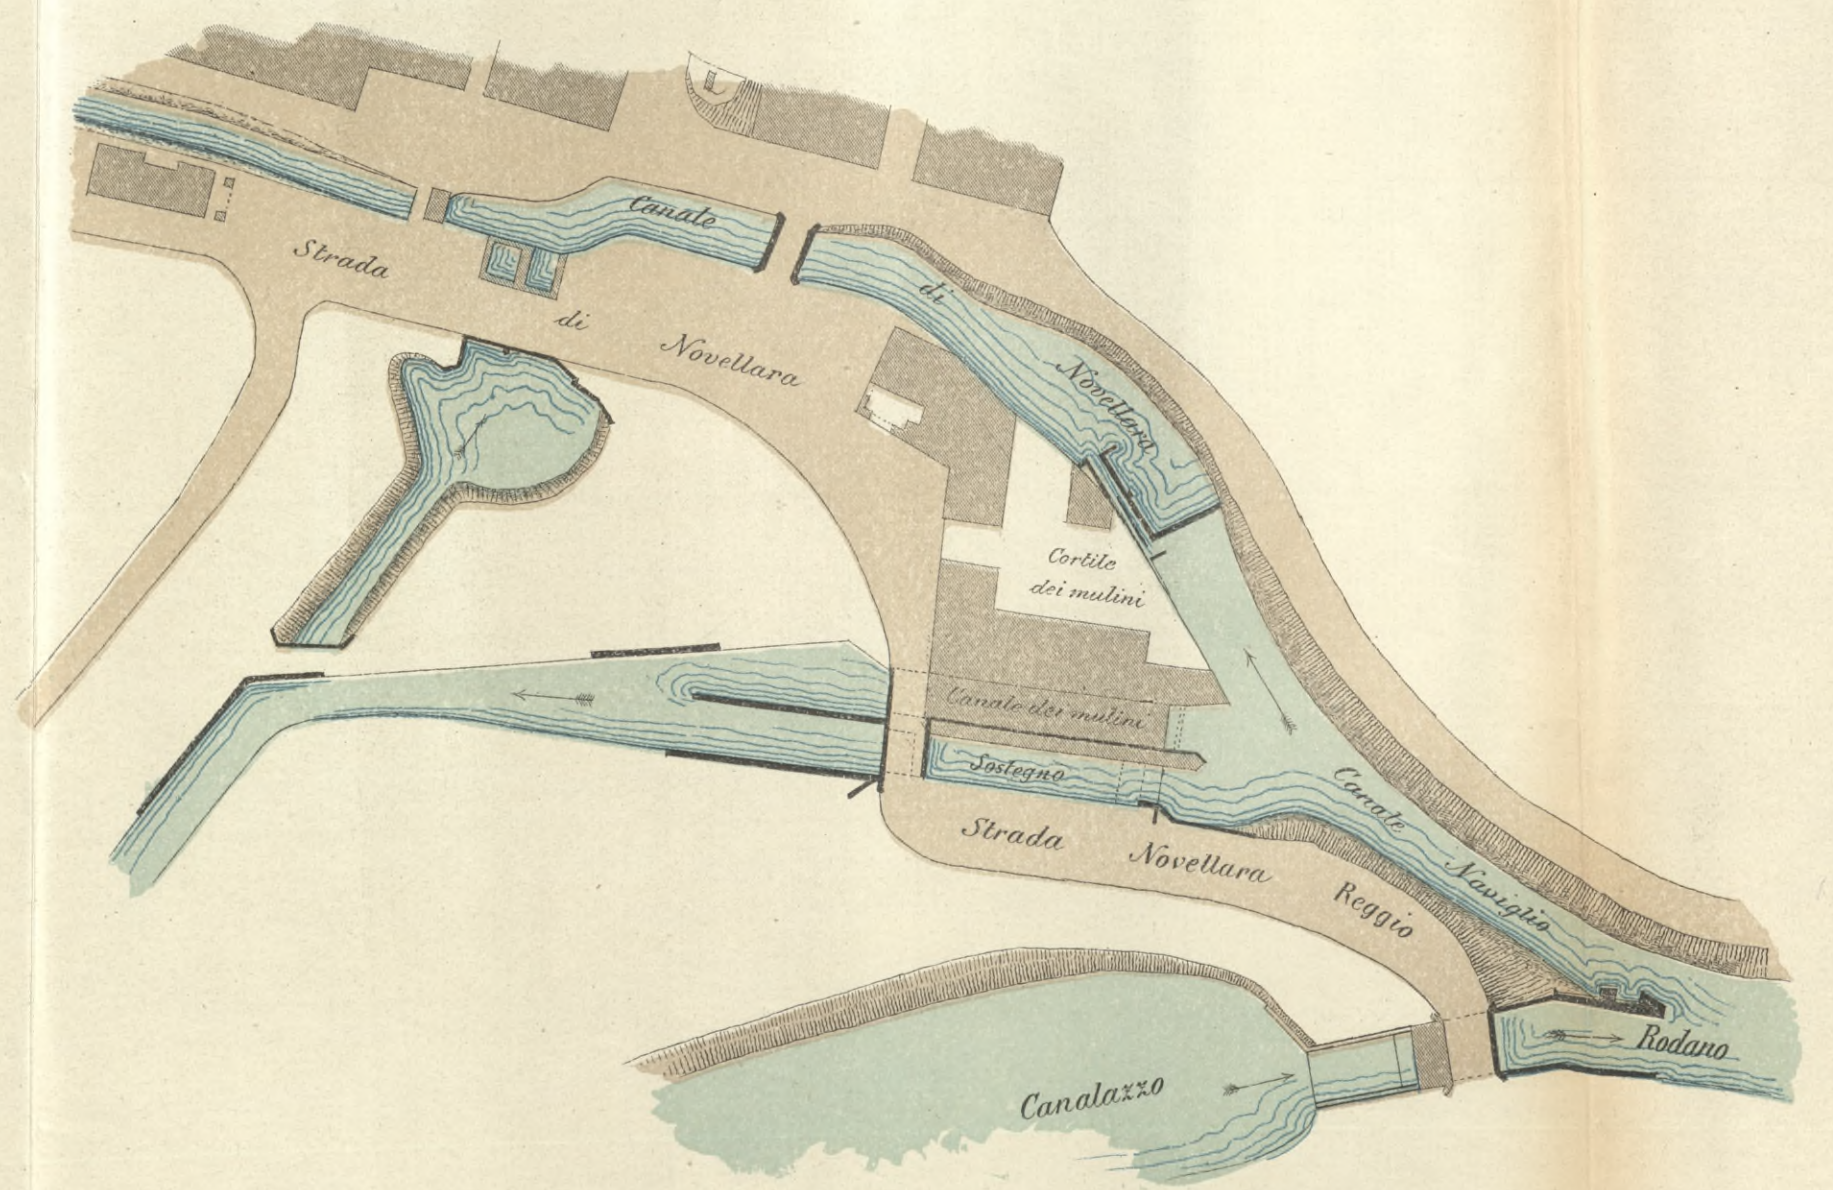 Canale
di
Novellara
Strada
di
Novellara
Cortile
dei mulini
Canale dei mulini
Sostegno
Canale
Naviglio
Strada Novellara Reggio
Rodano
Canalazzo